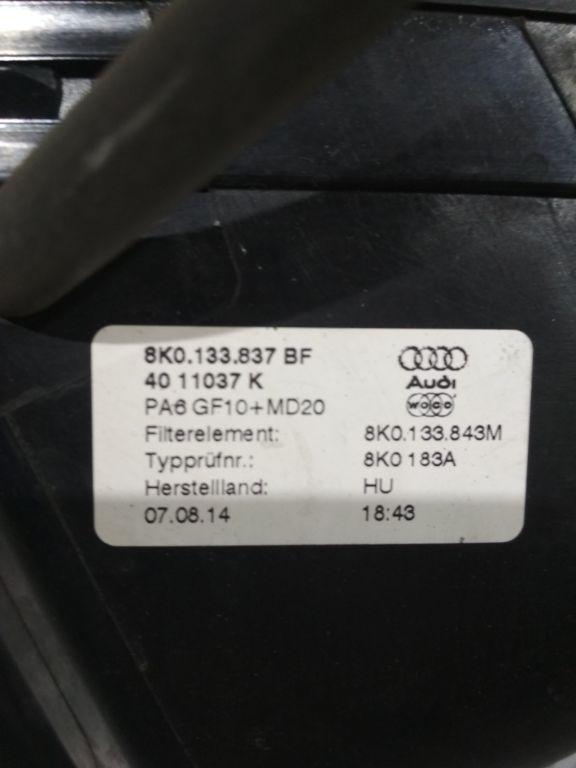 8K0.133.837 BF
40 11037 K
Audi
PA6 GF10+MD20
WOCO
Filterelement: 8K0.133.843M
Typprüfnr.: 8K0 183A
Herstellland: HU
07.08.14 18:43